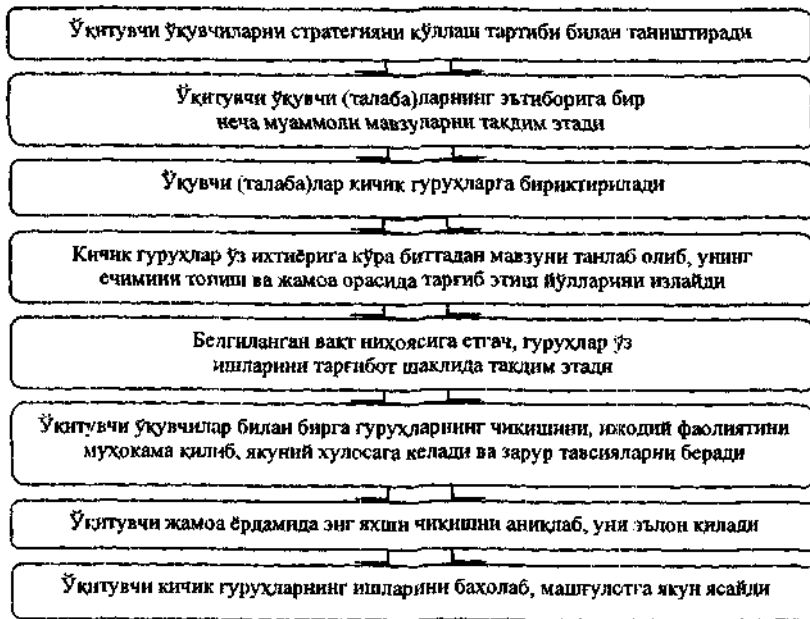 Ўқитувчи ўқувчиларни стратегияни қўллаш тартиби билан таништиради
Ўқитувчи ўқувчи (талаба)ларнинг эътиборига бир
неча муаммоли мавзуларни тақдим этади
Ўқувчи (талаба)лар кичик гуруҳларга бириктирилади
Кичик гуруҳлар ўз ихтиёрига кўра биттадан мавзуни танлаб олиб, унинг
ечимини топиш ва жамоа орасида тарғиб этиш йўлларини излайди
Белгиланган вақт ниҳоясига етгач, гуруҳлар ўз
ишларини тарғибот шаклида тақдим этади
Ўқитувчи ўқувчилар билан бирга гуруҳларнинг чиқишини, ижодий фаолиятини
муҳокама қилиб, якуний хулосага келади ва зарур тавсияларни беради
Ўқитувчи жамоа ёрдамида энг яхши чиқишни аниқлаб, уни эълон қилади
Ўқитувчи кичик гуруҳларнинг ишларини баҳолаб, машғулотга якун ясайди